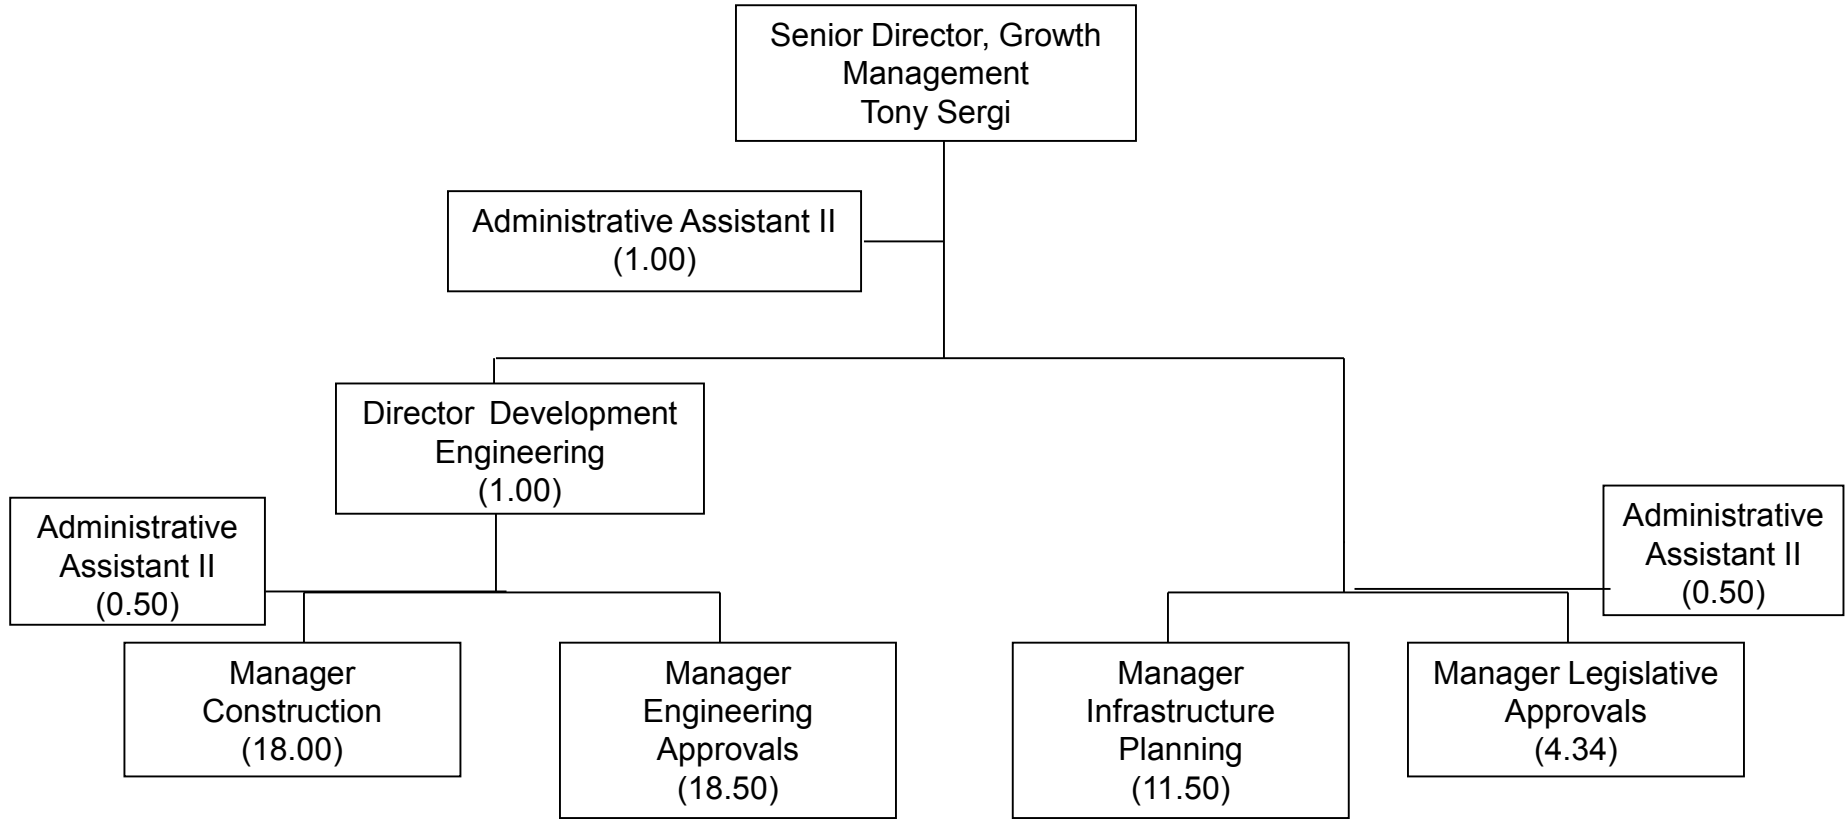 Senior Director, Growth
Management
Tony Sergi
Administrative Assistant II
(1.00)
Director Development
Engineering
(1.00)
Administrative
Assistant II
(0.50)
Administrative
Assistant II
(0.50)
Manager
Construction
(18.00)
Manager
Engineering
Approvals
(18.50)
Manager
Infrastructure
Planning
(11.50)
Manager Legislative
Approvals
(4.34)